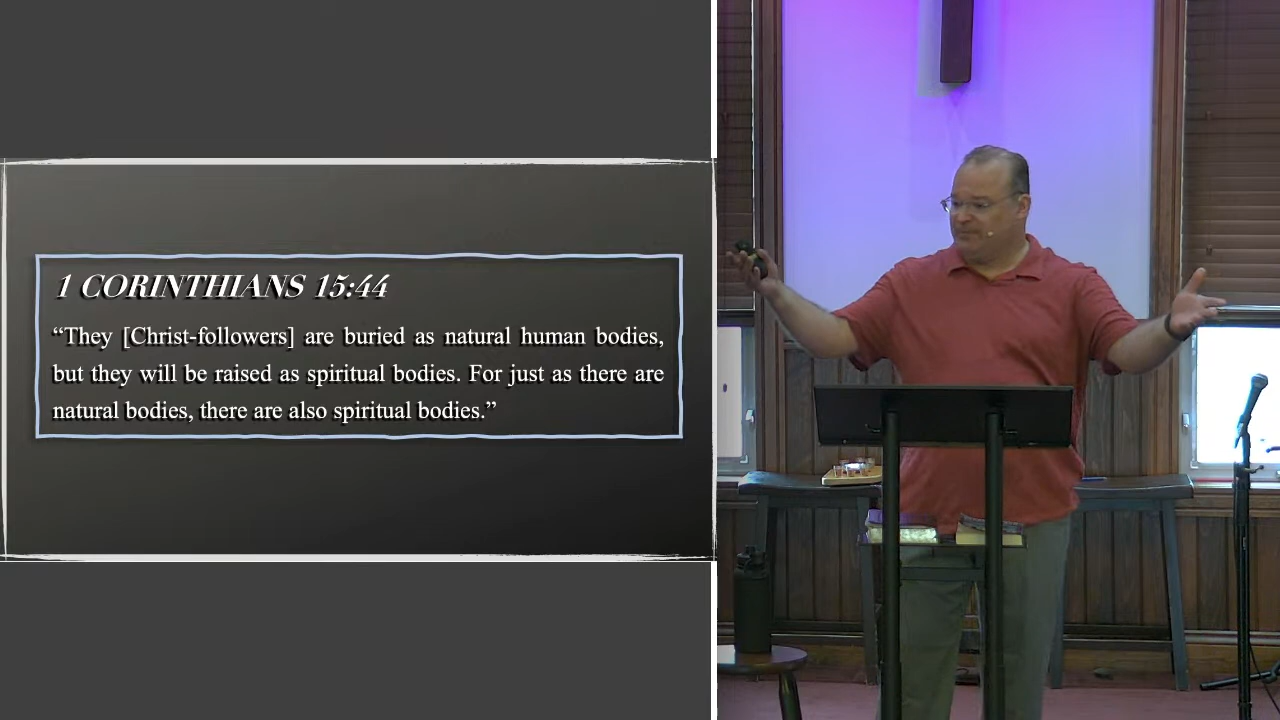 1 CORINTHIANS 15:44
“They [Christ-followers] are buried as natural human bodies,
but they will be raised as spiritual bodies. For just as there are
natural bodies, there are also spiritual bodies.”